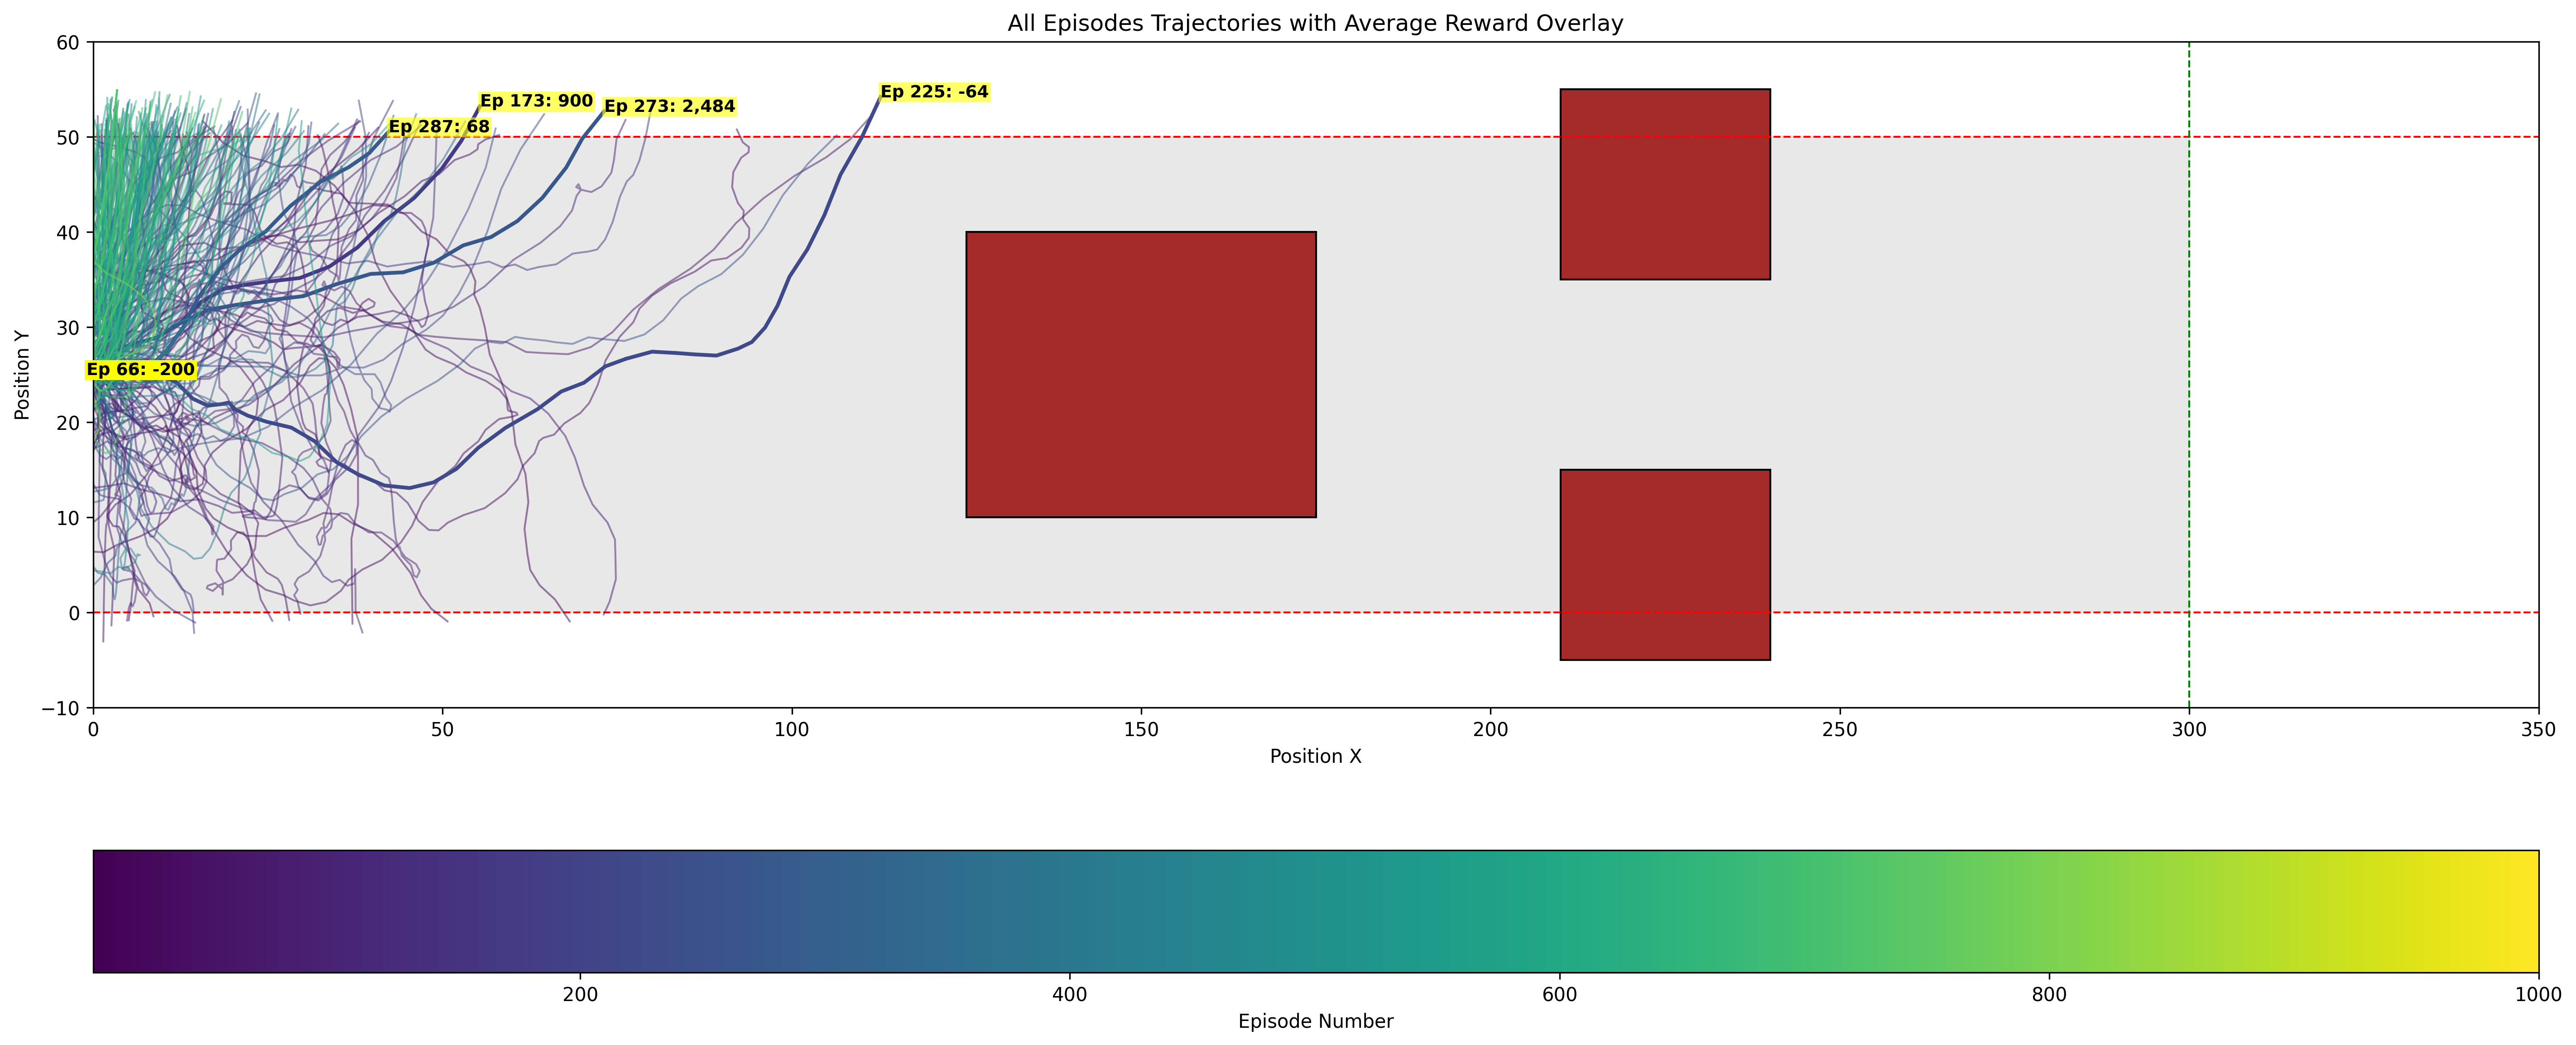 All Episodes Trajectories with Average Reward Overlay
60
50
40
30
20
10
0
−10
Position Y
Ep 225: -64
Ep 173: 900
Ep 273: 2,484
Ep 287: 68
Ep 66: -200
0 50 100 150 200 250 300 350
Position X
200 400 600 800 1000
Episode Number